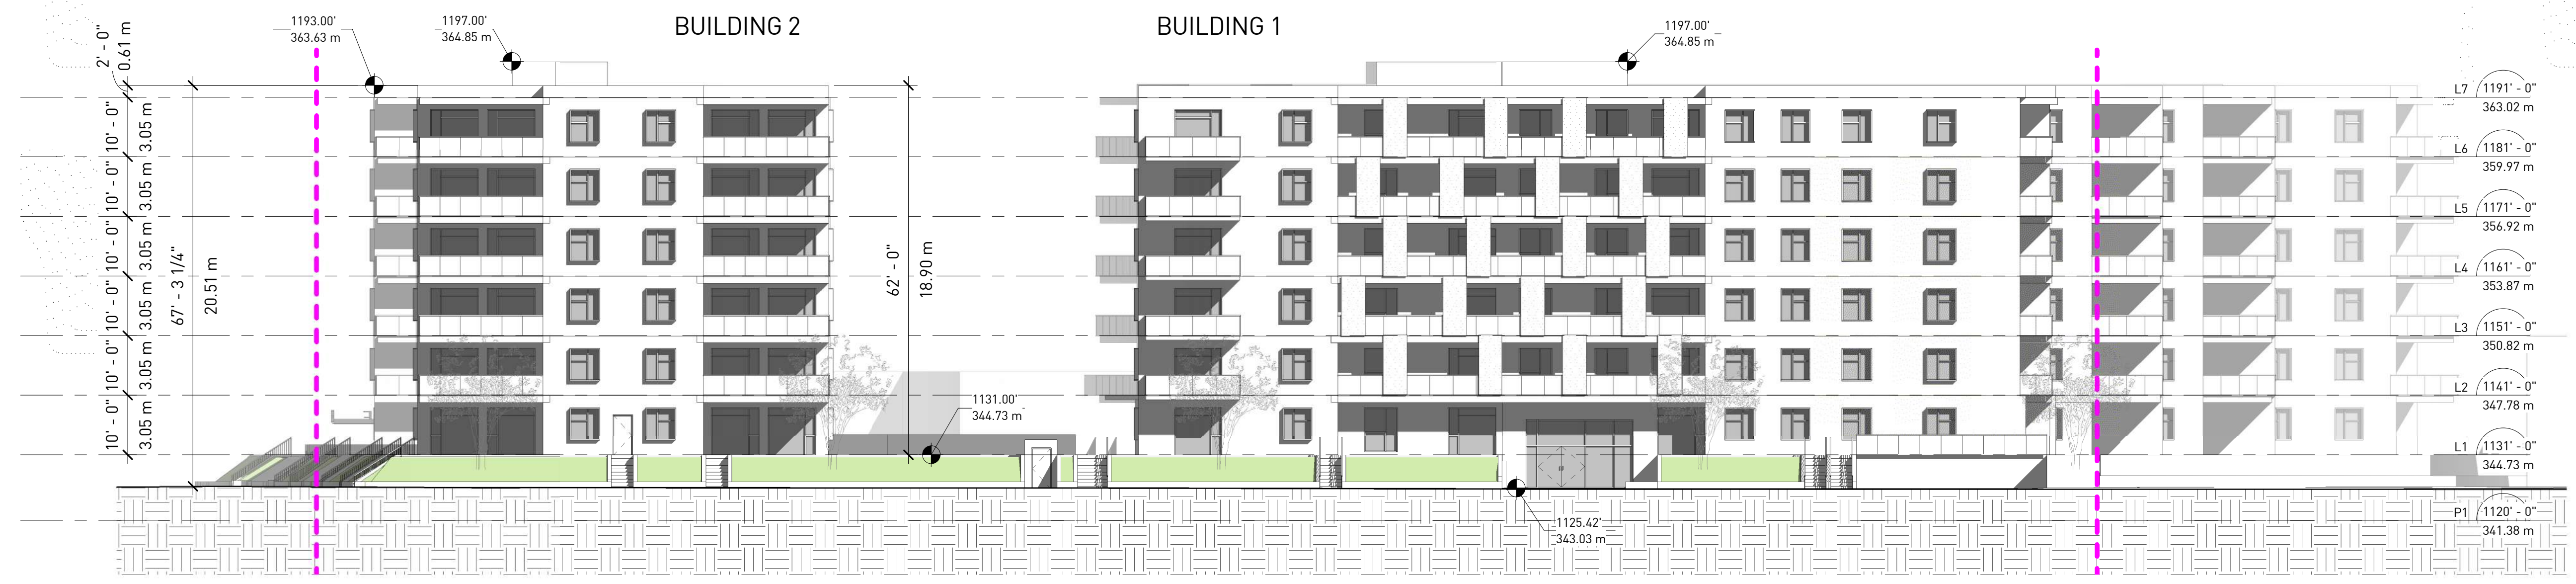 BUILDING 2
BUILDING 1
1193.00'
363.63 m
1197.00'
364.85 m
1197.00'
364.85 m
2' - 0"
0.61 m
10' - 0"
3.05 m
10' - 0"
3.05 m
10' - 0"
3.05 m
10' - 0"
3.05 m
10' - 0"
3.05 m
10' - 0"
3.05 m
67' - 3 1/4"
20.51 m
62' - 0"
18.90 m
1131.00'
344.73 m
1125.42'
343.03 m
L7 1191' - 0"
363.02 m
L6 1181' - 0"
359.97 m
L5 1171' - 0"
356.92 m
L4 1161' - 0"
353.87 m
L3 1151' - 0"
350.82 m
L2 1141' - 0"
347.78 m
L1 1131' - 0"
344.73 m
P1 1120' - 0"
341.38 m